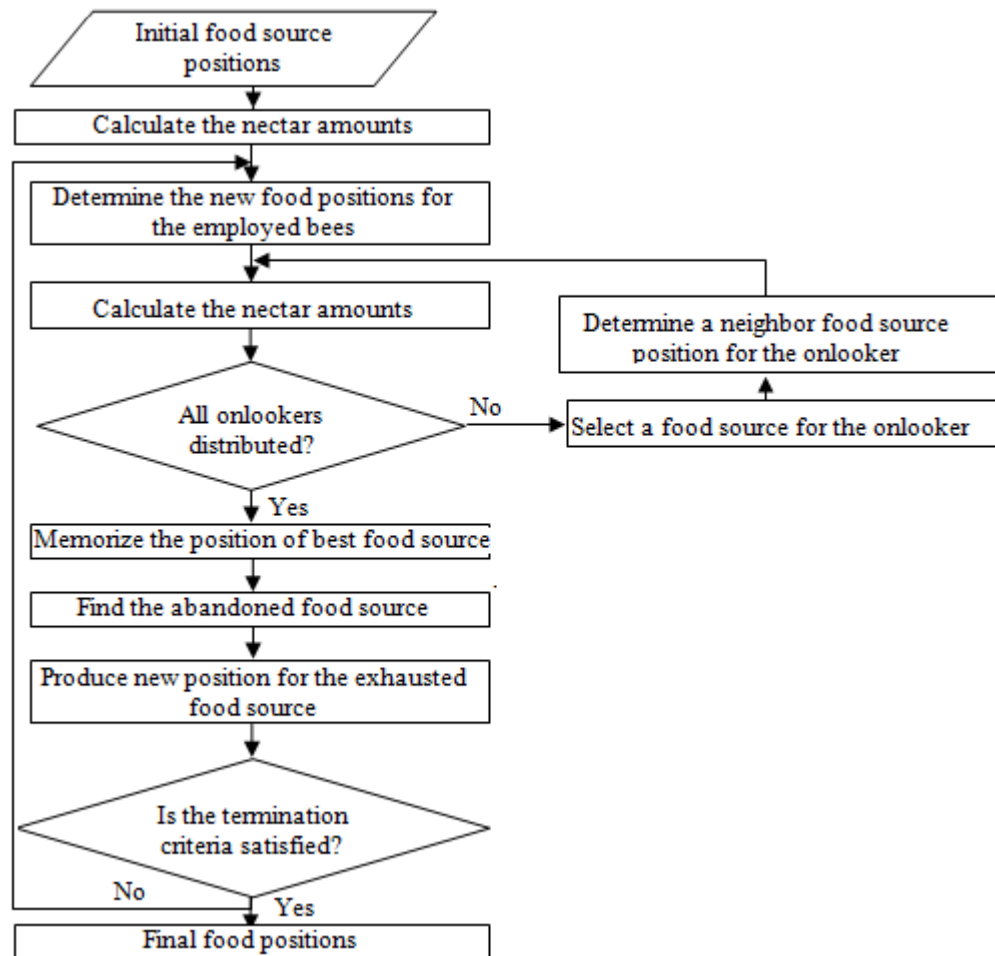 Initial food source
positions
Calculate the nectar amounts
Determine the new food positions for
the employed bees
Calculate the nectar amounts
Determine a neighbor food source
position for the onlooker
All onlookers
distributed?
No
Select a food source for the onlooker
Yes
Memorize the position of best food source
Find the abandoned food source
Produce new position for the exhausted
food source
Is the termination
criteria satisfied?
No
Yes
Final food positions